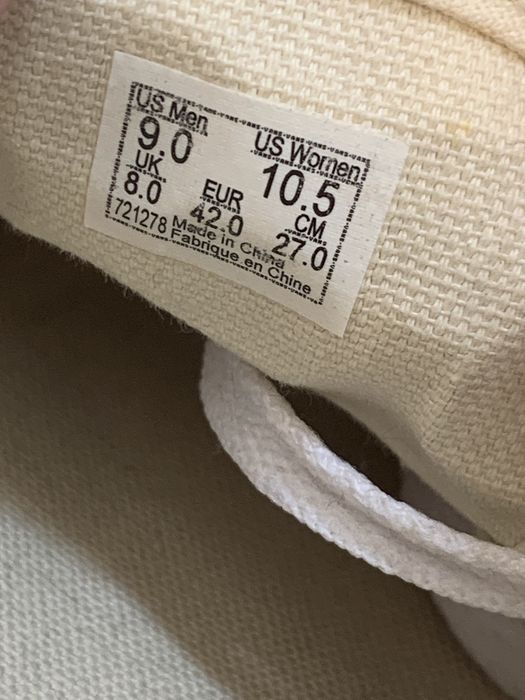 US Men
9.0
US Women
10.5
UK
8.0
EUR
42.0
CM
27.0
721278
Made in China
Fabrique en Chine